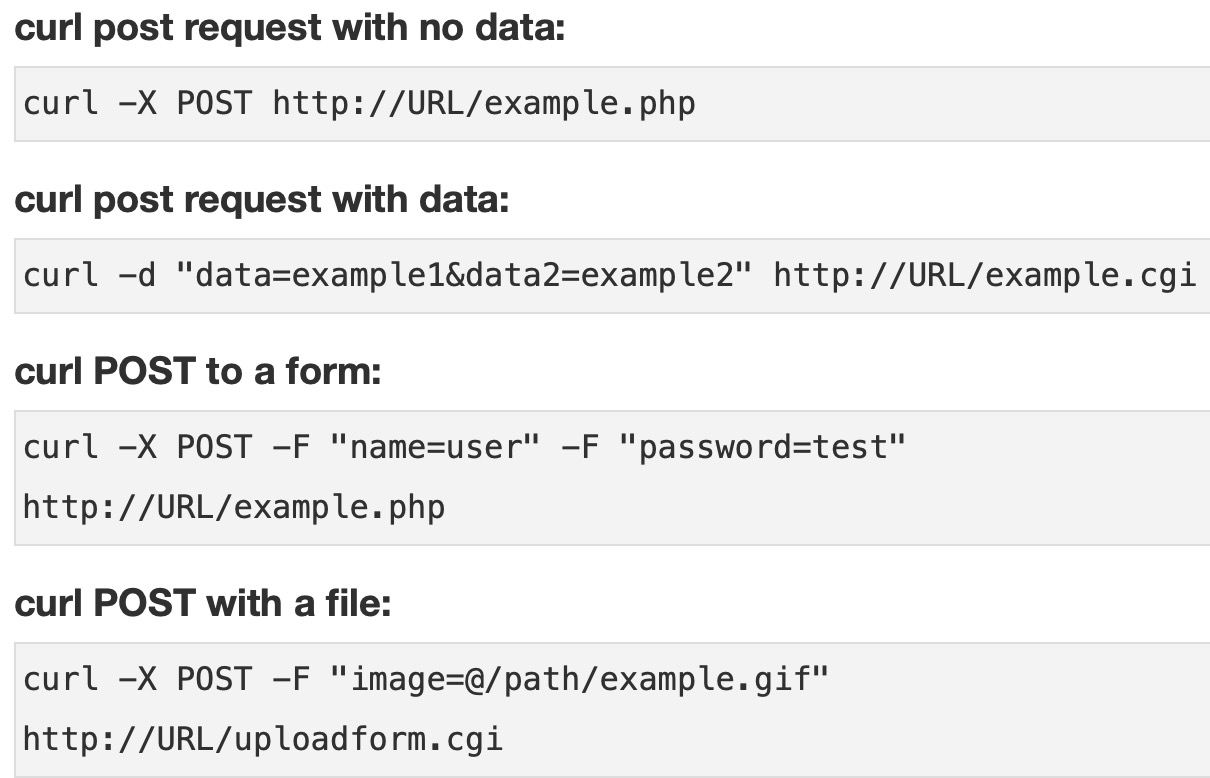 curl post request with no data:
curl -X POST http://URL/example.php
curl post request with data:
curl -d "data=example1&data2=example2" http://URL/example.cgi
curl POST to a form:
curl -X POST -F "name=user" -F "password=test"
http://URL/example.php
curl POST with a file:
curl -X POST -F "image=@/path/example.gif"
http://URL/uploadform.cgi